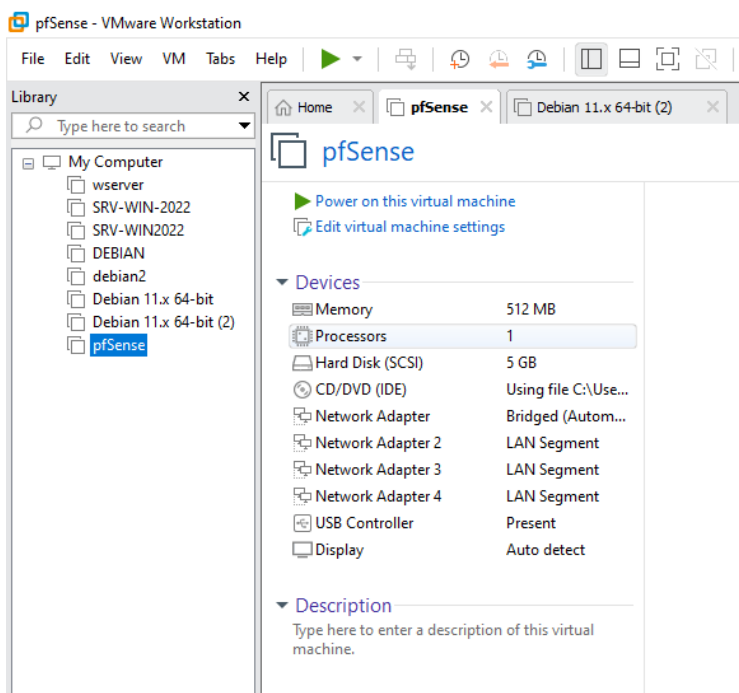 pfSense - VMware Workstation
File Edit View VM Tabs Help
Library
Type here to search
My Computer
wserver
SRV-WIN-2022
SRV-WIN2022
DEBIAN
debian2
Debian 11.x 64-bit
Debian 11.x 64-bit (2)
pfSense
Home pfSense Debian 11.x 64-bit (2)
pfSense
Power on this virtual machine
Edit virtual machine settings
Devices
Memory 512 MB
Processors 1
Hard Disk (SCSI) 5 GB
CD/DVD (IDE) Using file C:\Use...
Network Adapter Bridged (Autom...
Network Adapter 2 LAN Segment
Network Adapter 3 LAN Segment
Network Adapter 4 LAN Segment
USB Controller Present
Display Auto detect
Description
Type here to enter a description of this virtual
machine.